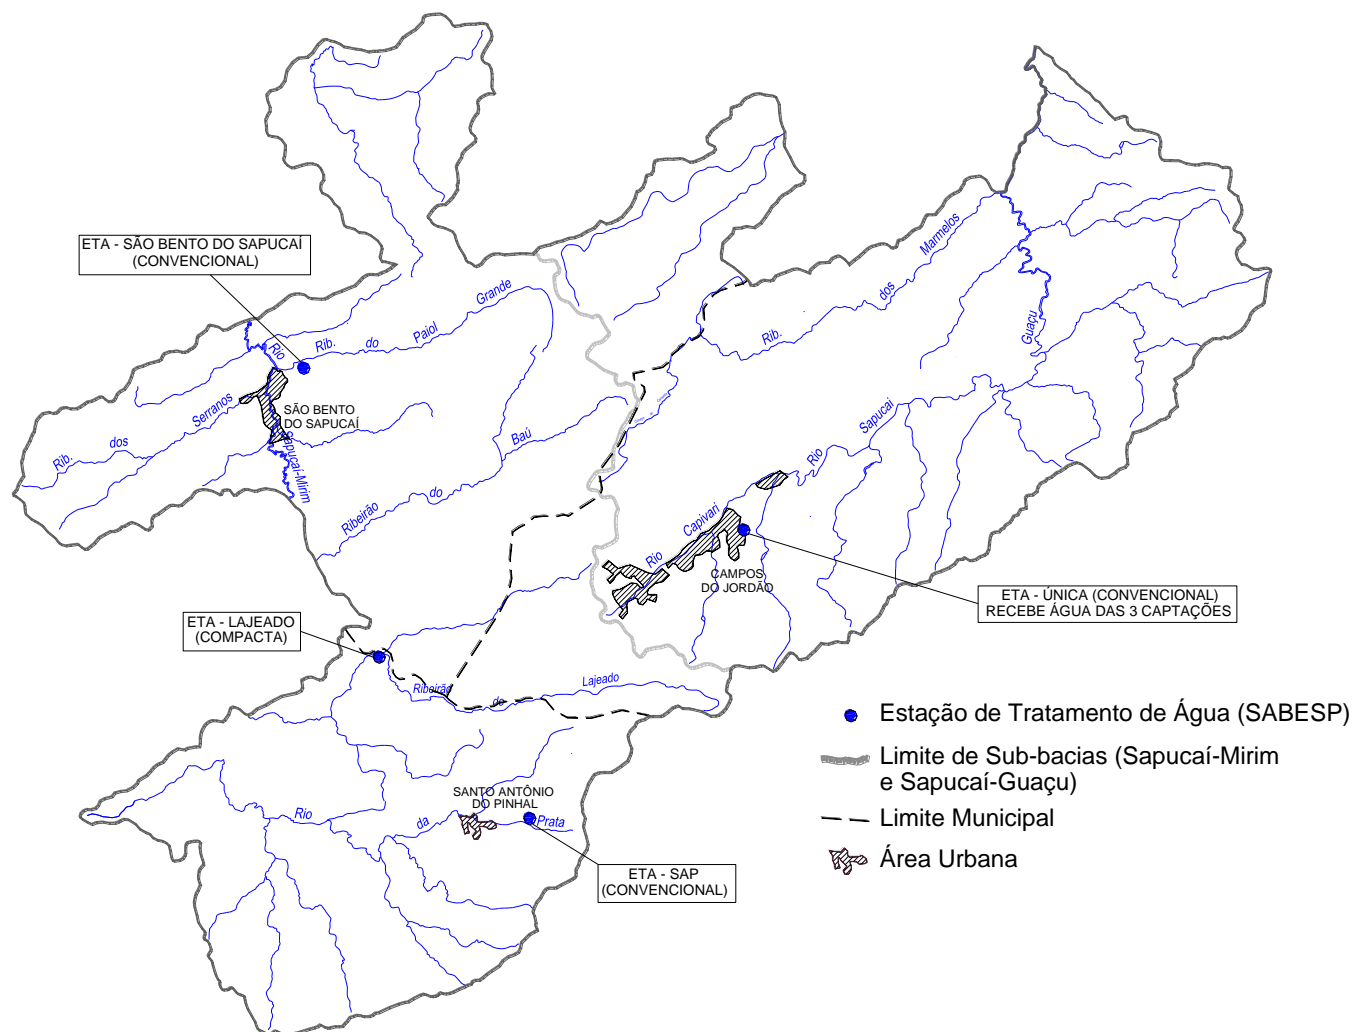 ETA - SÃO BENTO DO SAPUCAÍ
(CONVENCIONAL)
Rib. do Paiol Grande
Rio
Sapucaí-Mirim
SÃO BENTO
DO SAPUCAÍ
Rib. dos Serranos
Ribeirão do Baú
Rib. dos Marmelos
Guaçu
Rio Sapucaí
Rio Capivari
CAMPOS
DO JORDÃO
ETA - ÚNICA (CONVENCIONAL)
RECEBE ÁGUA DAS 3 CAPTAÇÕES
ETA - LAJEADO
(COMPACTA)
Ribeirão do Lajeado
SANTO ANTÔNIO
DO PINHAL
Rio da Prata
ETA - SAP
(CONVENCIONAL)
Estação de Tratamento de Água (SABESP)
Limite de Sub-bacias (Sapucaí-Mirim
e Sapucaí-Guaçu)
Limite Municipal
Área Urbana